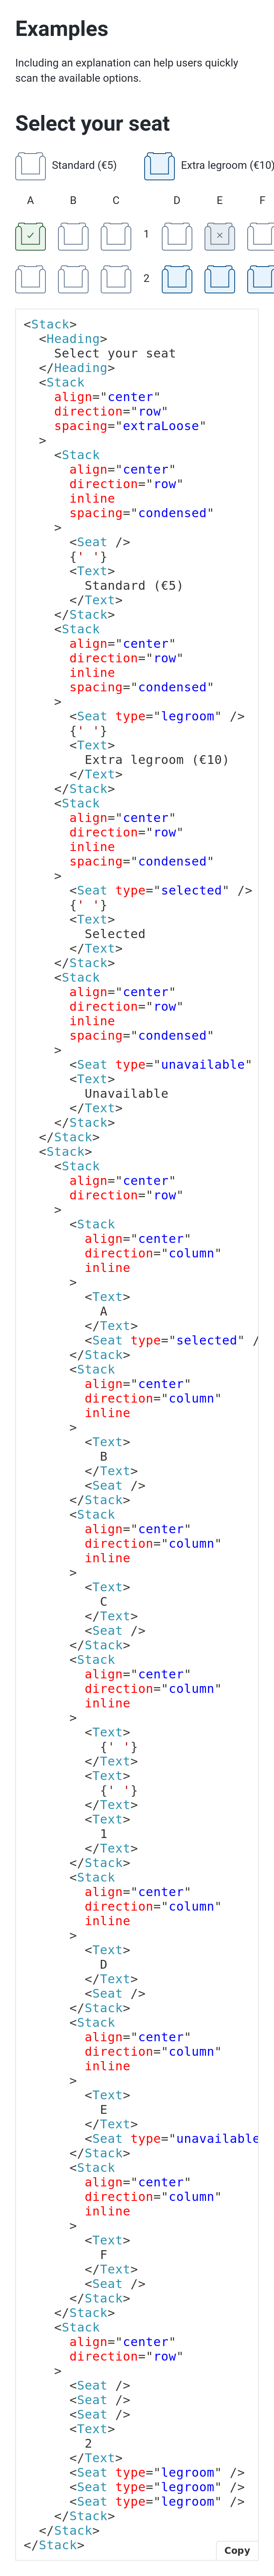 Examples
Including an explanation can help users quickly
scan the available options.
Select your seat
Standard (€5) Extra legroom (€10)
A B C D E F
1
2
<Stack>
  <Heading>
    Select your seat
  </Heading>
  <Stack
    align="center"
    direction="row"
    spacing="extraLoose"
  >
    <Stack
      align="center"
      direction="row"
      inline
      spacing="condensed"
    >
      <Seat />
      {' '}
      <Text>
        Standard (€5)
      </Text>
    </Stack>
    <Stack
      align="center"
      direction="row"
      inline
      spacing="condensed"
    >
      <Seat type="legroom" />
      {' '}
      <Text>
        Extra legroom (€10)
      </Text>
    </Stack>
    <Stack
      align="center"
      direction="row"
      inline
      spacing="condensed"
    >
      <Seat type="selected" />
      {' '}
      <Text>
        Selected
      </Text>
    </Stack>
    <Stack
      align="center"
      direction="row"
      inline
      spacing="condensed"
    >
      <Seat type="unavailable"
      <Text>
        Unavailable
      </Text>
    </Stack>
  </Stack>
  <Stack>
    <Stack
      align="center"
      direction="row"
    >
      <Stack
        align="center"
        direction="column"
        inline
      >
        <Text>
          A
        </Text>
        <Seat type="selected" /
      </Stack>
      <Stack
        align="center"
        direction="column"
        inline
      >
        <Text>
          B
        </Text>
        <Seat />
      </Stack>
      <Stack
        align="center"
        direction="column"
        inline
      >
        <Text>
          C
        </Text>
        <Seat />
      </Stack>
      <Stack
        align="center"
        direction="column"
        inline
      >
        <Text>
          {' '}
        </Text>
        <Text>
          {' '}
        </Text>
        <Text>
          1
        </Text>
      </Stack>
      <Stack
        align="center"
        direction="column"
        inline
      >
        <Text>
          D
        </Text>
        <Seat />
      </Stack>
      <Stack
        align="center"
        direction="column"
        inline
      >
        <Text>
          E
        </Text>
        <Seat type="unavailable
      </Stack>
      <Stack
        align="center"
        direction="column"
        inline
      >
        <Text>
          F
        </Text>
        <Seat />
      </Stack>
    </Stack>
    <Stack
      align="center"
      direction="row"
    >
      <Seat />
      <Seat />
      <Seat />
      <Text>
        2
      </Text>
      <Seat type="legroom" />
      <Seat type="legroom" />
      <Seat type="legroom" />
    </Stack>
  </Stack>
</Stack>
Copy